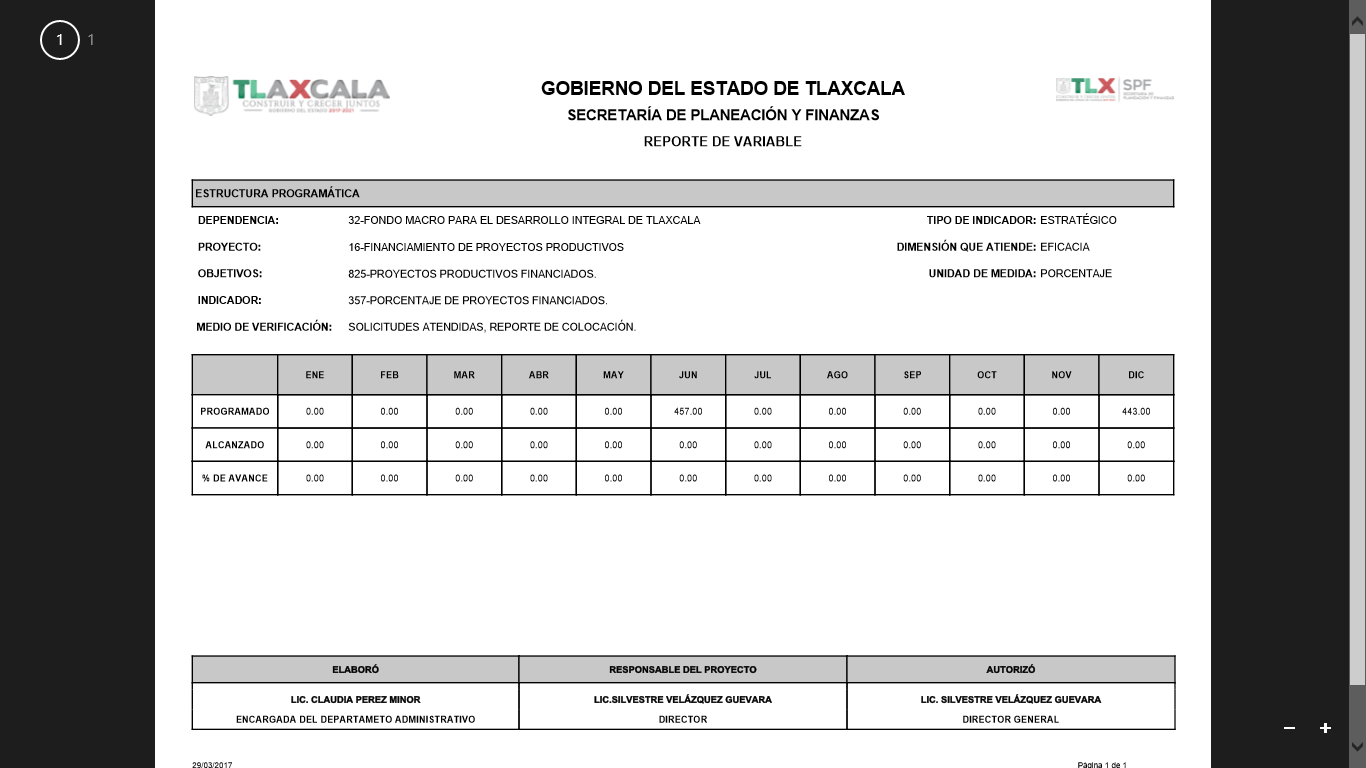 1 1
TLAXCALA
CONSTRUIR Y CRECER JUNTOS
GOBIERNO DEL ESTADO 2017-2021
GOBIERNO DEL ESTADO DE TLAXCALA
SECRETARÍA DE PLANEACIÓN Y FINANZAS
REPORTE DE VARIABLE
TLX SPF
ESTRUCTURA PROGRAMÁTICA
DEPENDENCIA: 32-FONDO MACRO PARA EL DESARROLLO INTEGRAL DE TLAXCALA TIPO DE INDICADOR: ESTRATÉGICO
PROYECTO: 16-FINANCIAMIENTO DE PROYECTOS PRODUCTIVOS DIMENSIÓN QUE ATIENDE: EFICACIA
OBJETIVOS: 825-PROYECTOS PRODUCTIVOS FINANCIADOS. UNIDAD DE MEDIDA: PORCENTAJE
INDICADOR: 357-PORCENTAJE DE PROYECTOS FINANCIADOS.
MEDIO DE VERIFICACIÓN: SOLICITUDES ATENDIDAS, REPORTE DE COLOCACIÓN.
ENE FEB MAR ABR MAY JUN JUL AGO SEP OCT NOV DIC
PROGRAMADO 0.00 0.00 0.00 0.00 0.00 457.00 0.00 0.00 0.00 0.00 0.00 443.00
ALCANZADO 0.00 0.00 0.00 0.00 0.00 0.00 0.00 0.00 0.00 0.00 0.00 0.00
% DE AVANCE 0.00 0.00 0.00 0.00 0.00 0.00 0.00 0.00 0.00 0.00 0.00 0.00
ELABORÓ RESPONSABLE DEL PROYECTO AUTORIZÓ
LIC. CLAUDIA PEREZ MINOR LIC.SILVESTRE VELÁZQUEZ GUEVARA LIC. SILVESTRE VELÁZQUEZ GUEVARA
ENCARGADA DEL DEPARTAMETO ADMINISTRATIVO DIRECTOR DIRECTOR GENERAL
29/03/2017 Página 1 de 1